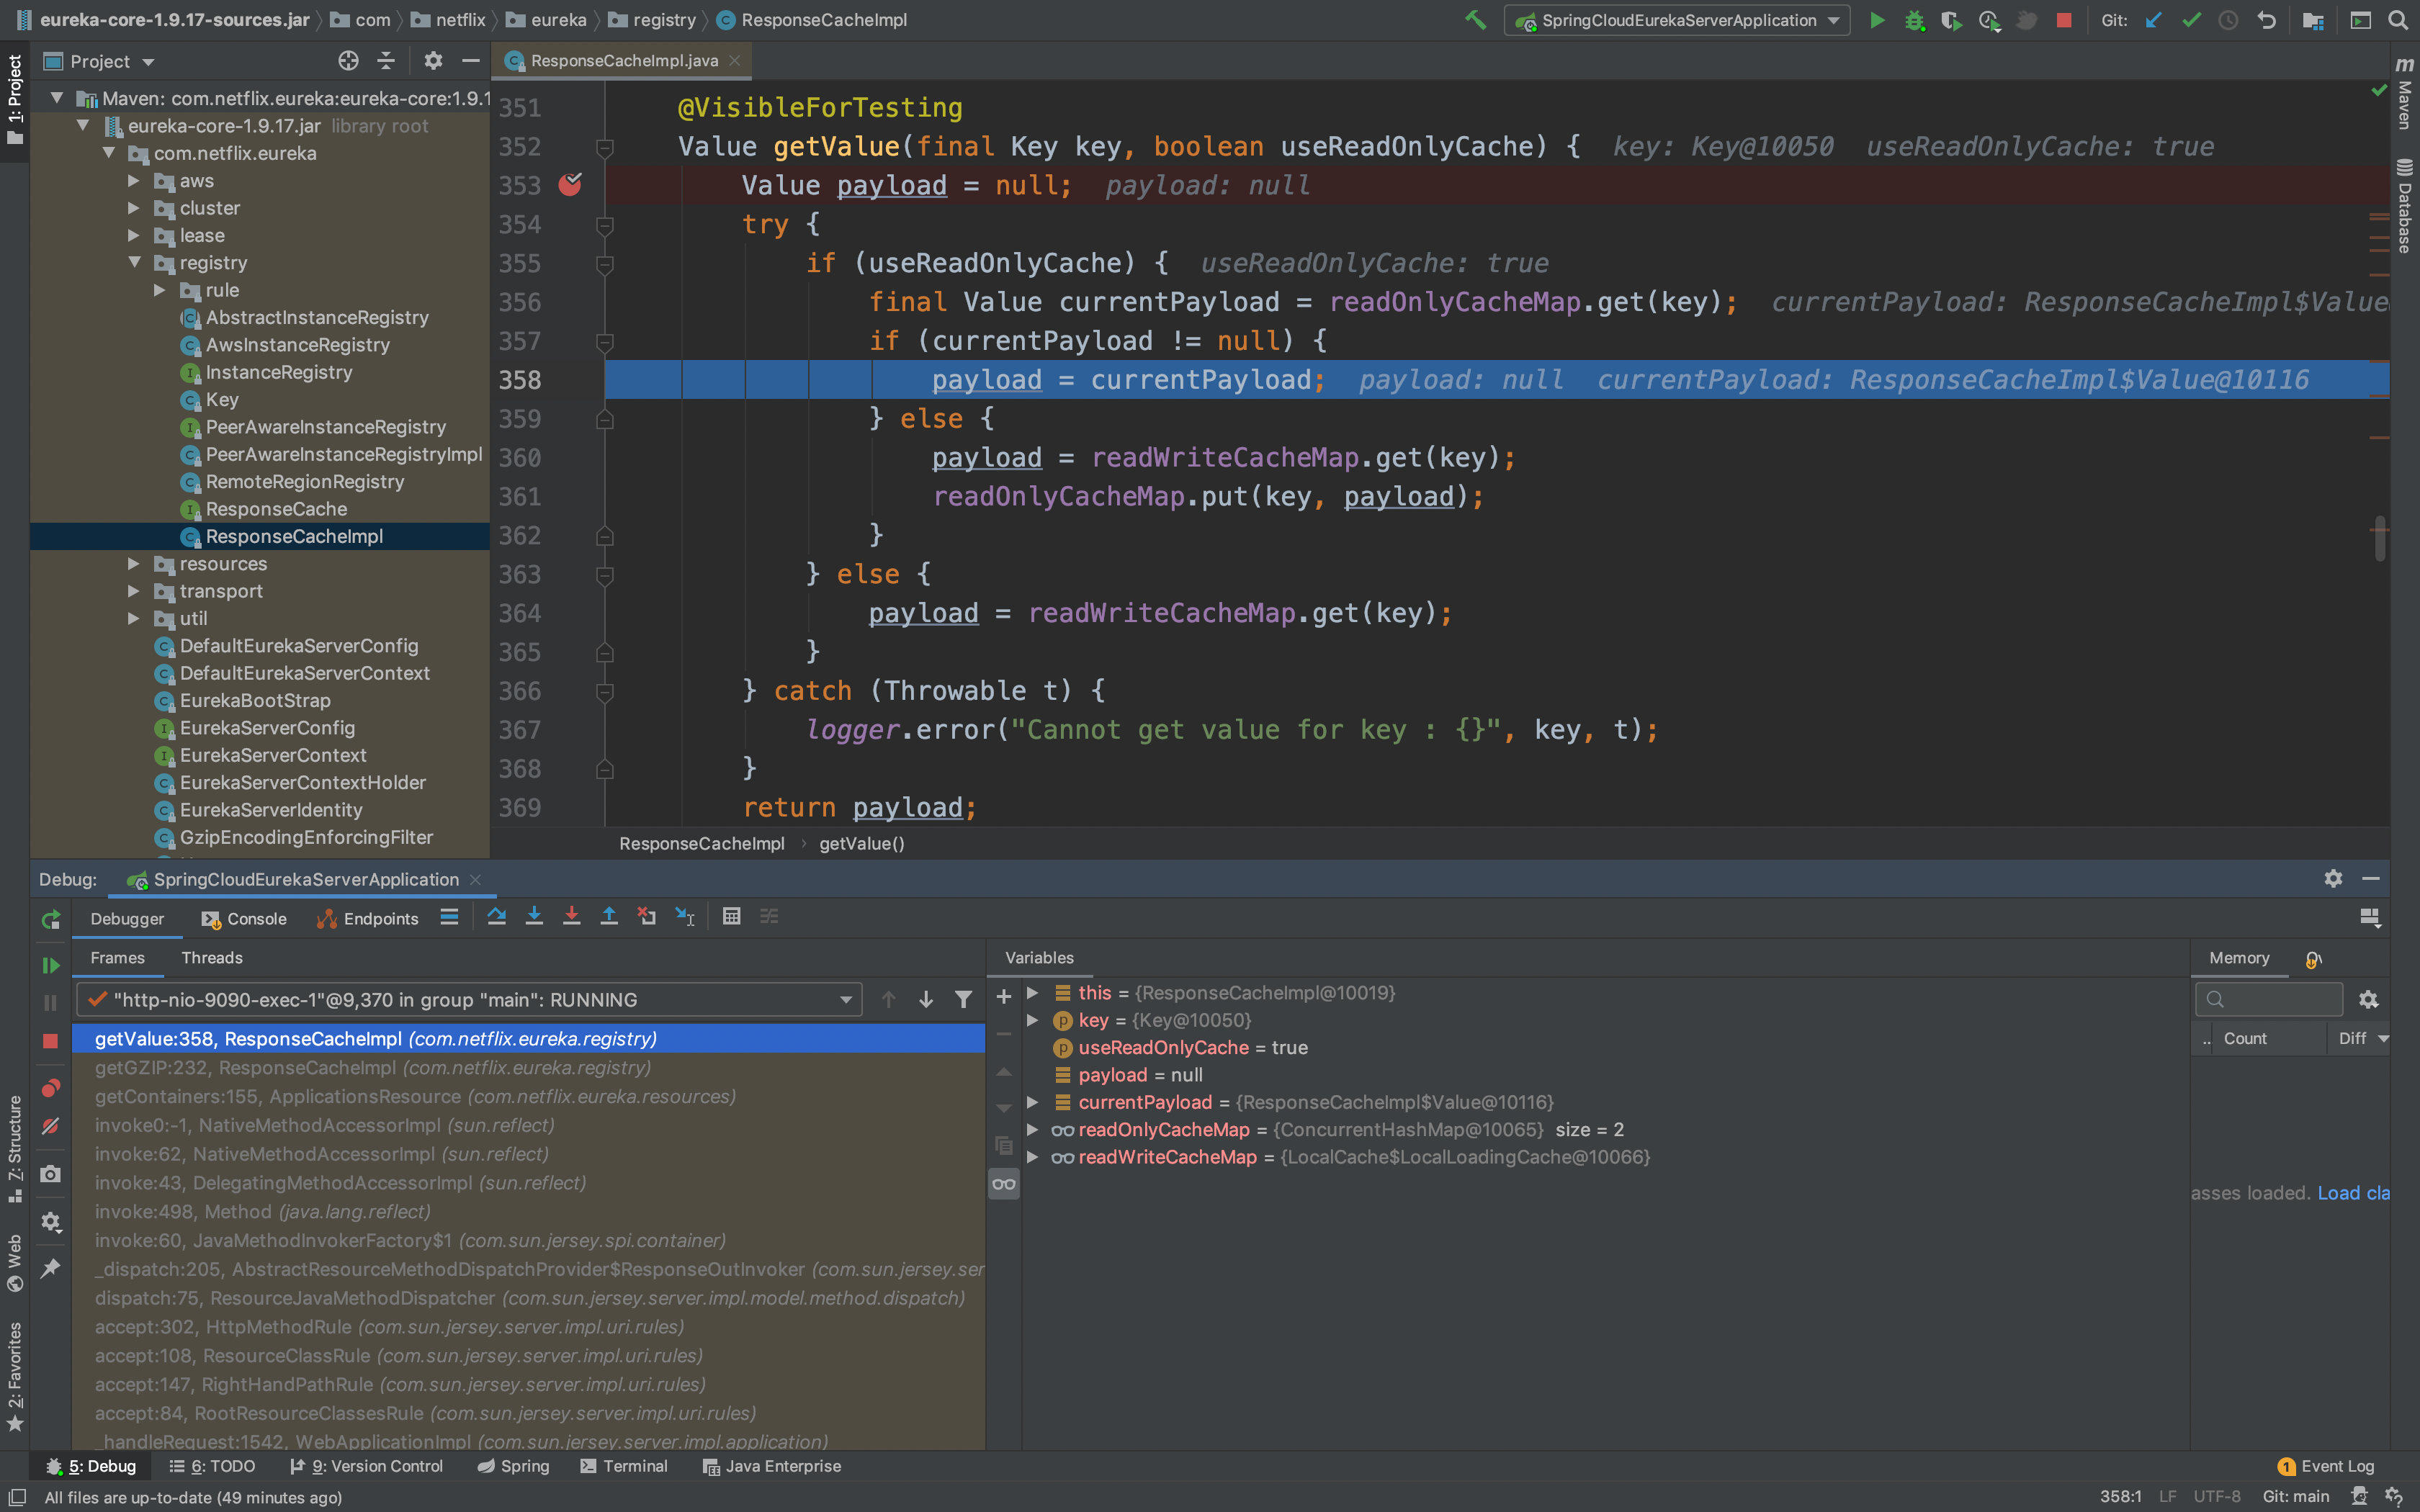 eureka-core-1.9.17-sources.jar com netflix eureka registry ResponseCacheImpl
SpringCloudEurekaServerApplication Git:
Project
ResponseCacheImpl.java
1: Project
Maven: com.netflix.eureka:eureka-core:1.9.1
eureka-core-1.9.17.jar library root
com.netflix.eureka
aws
cluster
lease
registry
rule
AbstractInstanceRegistry
AwsInstanceRegistry
InstanceRegistry
Key
PeerAwareInstanceRegistry
PeerAwareInstanceRegistryImpl
RemoteRegionRegistry
ResponseCache
ResponseCacheImpl
resources
transport
util
DefaultEurekaServerConfig
DefaultEurekaServerContext
EurekaBootStrap
EurekaServerConfig
EurekaServerContext
EurekaServerContextHolder
EurekaServerIdentity
GzipEncodingEnforcingFilter
351 @VisibleForTesting
352 Value getValue(final Key key, boolean useReadOnlyCache) { key: Key@10050 useReadOnlyCache: true
353 Value payload = null; payload: null
354 try {
355 if (useReadOnlyCache) { useReadOnlyCache: true
356 final Value currentPayload = readOnlyCacheMap.get(key); currentPayload: ResponseCacheImpl$Value
357 if (currentPayload != null) {
358 payload = currentPayload; payload: null currentPayload: ResponseCacheImpl$Value@10116
359 } else {
360 payload = readWriteCacheMap.get(key);
361 readOnlyCacheMap.put(key, payload);
362 }
363 } else {
364 payload = readWriteCacheMap.get(key);
365 }
366 } catch (Throwable t) {
367 logger.error("Cannot get value for key : {}", key, t);
368 }
369 return payload;
ResponseCacheImpl › getValue()
Maven
Database
Debug: SpringCloudEurekaServerApplication
Debugger Console Endpoints
Frames Threads
"http-nio-9090-exec-1"@9,370 in group "main": RUNNING
getValue:358, ResponseCacheImpl (com.netflix.eureka.registry)
getGZIP:232, ResponseCacheImpl (com.netflix.eureka.registry)
getContainers:155, ApplicationsResource (com.netflix.eureka.resources)
invoke0:-1, NativeMethodAccessorImpl (sun.reflect)
invoke:62, NativeMethodAccessorImpl (sun.reflect)
invoke:43, DelegatingMethodAccessorImpl (sun.reflect)
invoke:498, Method (java.lang.reflect)
invoke:60, JavaMethodInvokerFactory$1 (com.sun.jersey.spi.container)
_dispatch:205, AbstractResourceMethodDispatchProvider$ResponseOutInvoker (com.sun.jersey.ser
dispatch:75, ResourceJavaMethodDispatcher (com.sun.jersey.server.impl.model.method.dispatch)
accept:302, HttpMethodRule (com.sun.jersey.server.impl.uri.rules)
accept:108, ResourceClassRule (com.sun.jersey.server.impl.uri.rules)
accept:147, RightHandPathRule (com.sun.jersey.server.impl.uri.rules)
accept:84, RootResourceClassesRule (com.sun.jersey.server.impl.uri.rules)
_handleRequest:1542, WebApplicationImpl (com.sun.jersey.server.impl.application)
Variables
this = {ResponseCacheImpl@10019}
key = {Key@10050}
useReadOnlyCache = true
payload = null
currentPayload = {ResponseCacheImpl$Value@10116}
readOnlyCacheMap = {ConcurrentHashMap@10065} size = 2
readWriteCacheMap = {LocalCache$LocalLoadingCache@10066}
Memory
.. Count Diff
asses loaded. Load cla
Z: Structure
Web
2: Favorites
5: Debug 6: TODO 9: Version Control Spring Terminal Java Enterprise 1 Event Log
All files are up-to-date (49 minutes ago) 358:1 LF UTF-8 Git: main